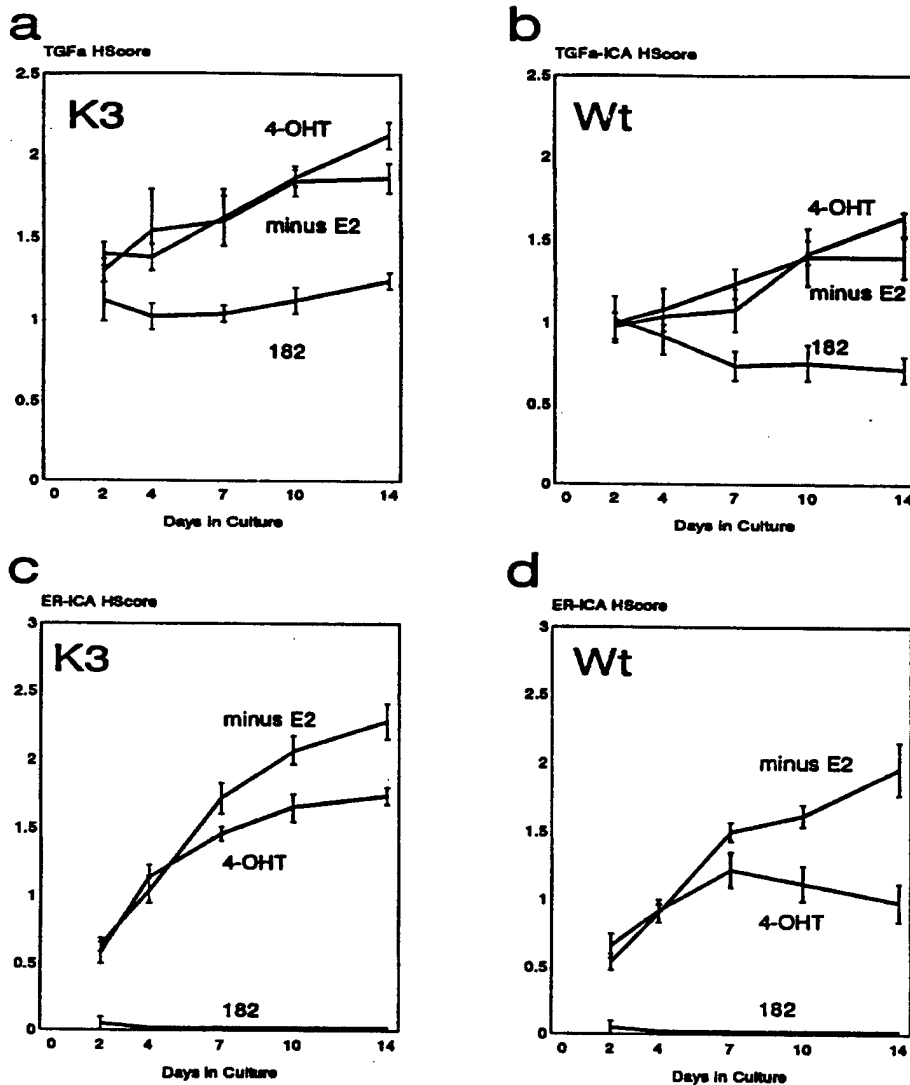 a
TGFa HScore
2.5
2
1.5
1
0.5
0
K3
4-OHT
minus E2
182
0 2 4 7 10 14
Days in Culture
b
TGFa-ICA HScore
2.5
2
1.5
1
0.5
0
Wt
4-OHT
minus E2
182
0 2 4 7 10 14
Days in Culture
c
ER-ICA HScore
3
2.5
2
1.5
1
0.5
0
K3
minus E2
4-OHT
182
0 2 4 7 10 14
Days in Culture
d
ER-ICA HScore
3
2.5
2
1.5
1
0.5
0
Wt
minus E2
4-OHT
182
0 2 4 7 10 14
Days in Culture